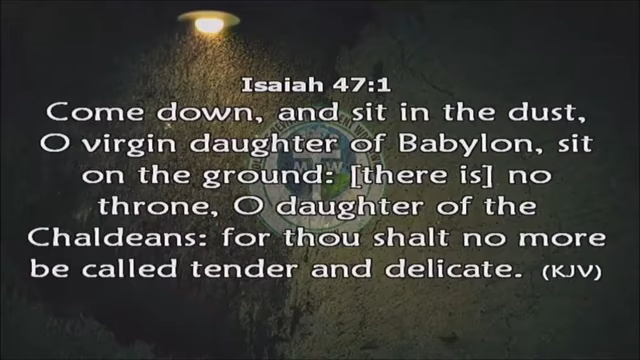 Isaiah 47:1
Come down, and sit in the dust,
O virgin daughter of Babylon, sit
on the ground: [there is] no
throne, O daughter of the
Chaldeans: for thou shalt no more
be called tender and delicate. (KJV)